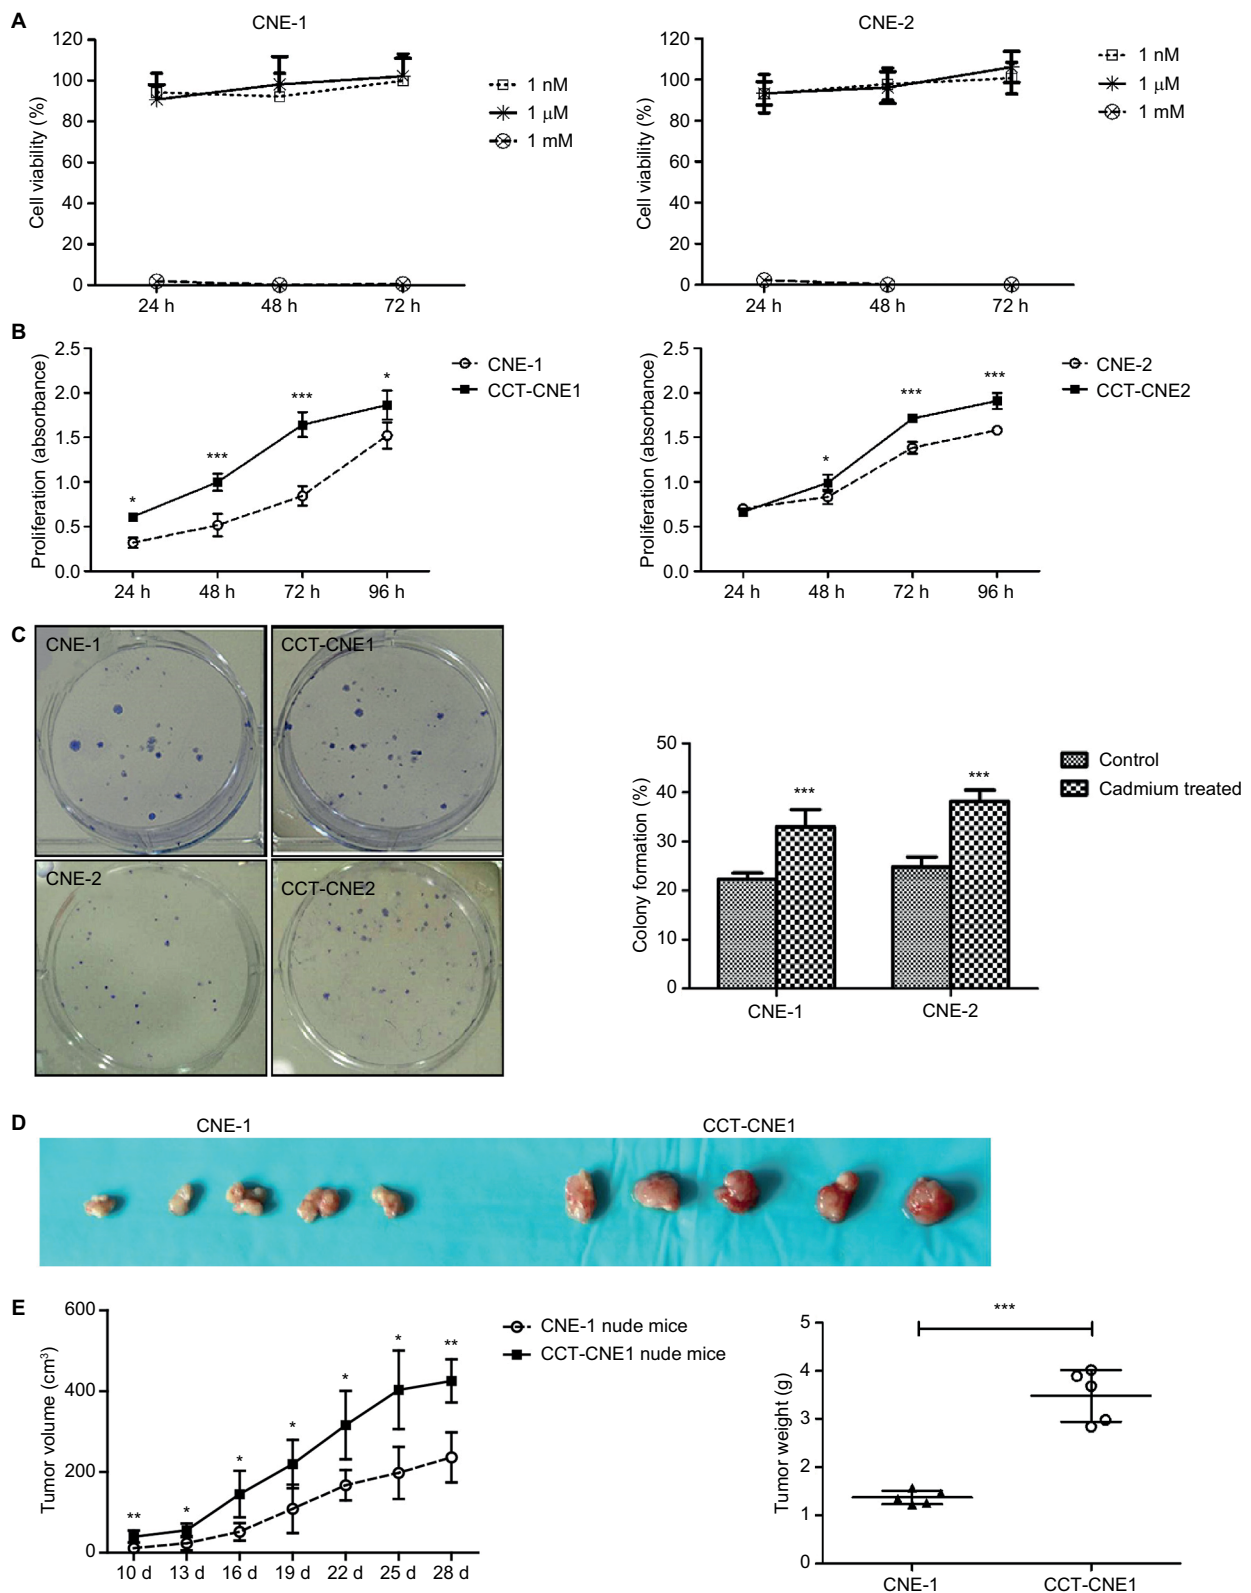 A
CNE-1
CNE-2
Cell viability (%)
120
100
80
60
40
20
0
24 h
48 h
72 h
1 nM
1 μM
1 mM
Cell viability (%)
120
100
80
60
40
20
0
24 h
48 h
72 h
1 nM
1 μM
1 mM
B
Proliferation (absorbance)
2.5
2.0
1.5
1.0
0.5
0.0
24 h
48 h
72 h
96 h
*
***
***
*
CNE-1
CCT-CNE1
Proliferation (absorbance)
2.5
2.0
1.5
1.0
0.5
0.0
24 h
48 h
72 h
96 h
*
***
***
CNE-2
CCT-CNE2
C
CNE-1
CCT-CNE1
CNE-2
CCT-CNE2
Colony formation (%)
50
40
30
20
10
0
***
***
CNE-1
CNE-2
Control
Cadmium treated
D
CNE-1
CCT-CNE1
E
Tumor volume (cm³)
600
400
200
0
**
*
*
*
*
*
**
10 d
13 d
16 d
19 d
22 d
25 d
28 d
CNE-1 nude mice
CCT-CNE1 nude mice
Tumor weight (g)
5
4
3
2
1
0
***
CNE-1
CCT-CNE1